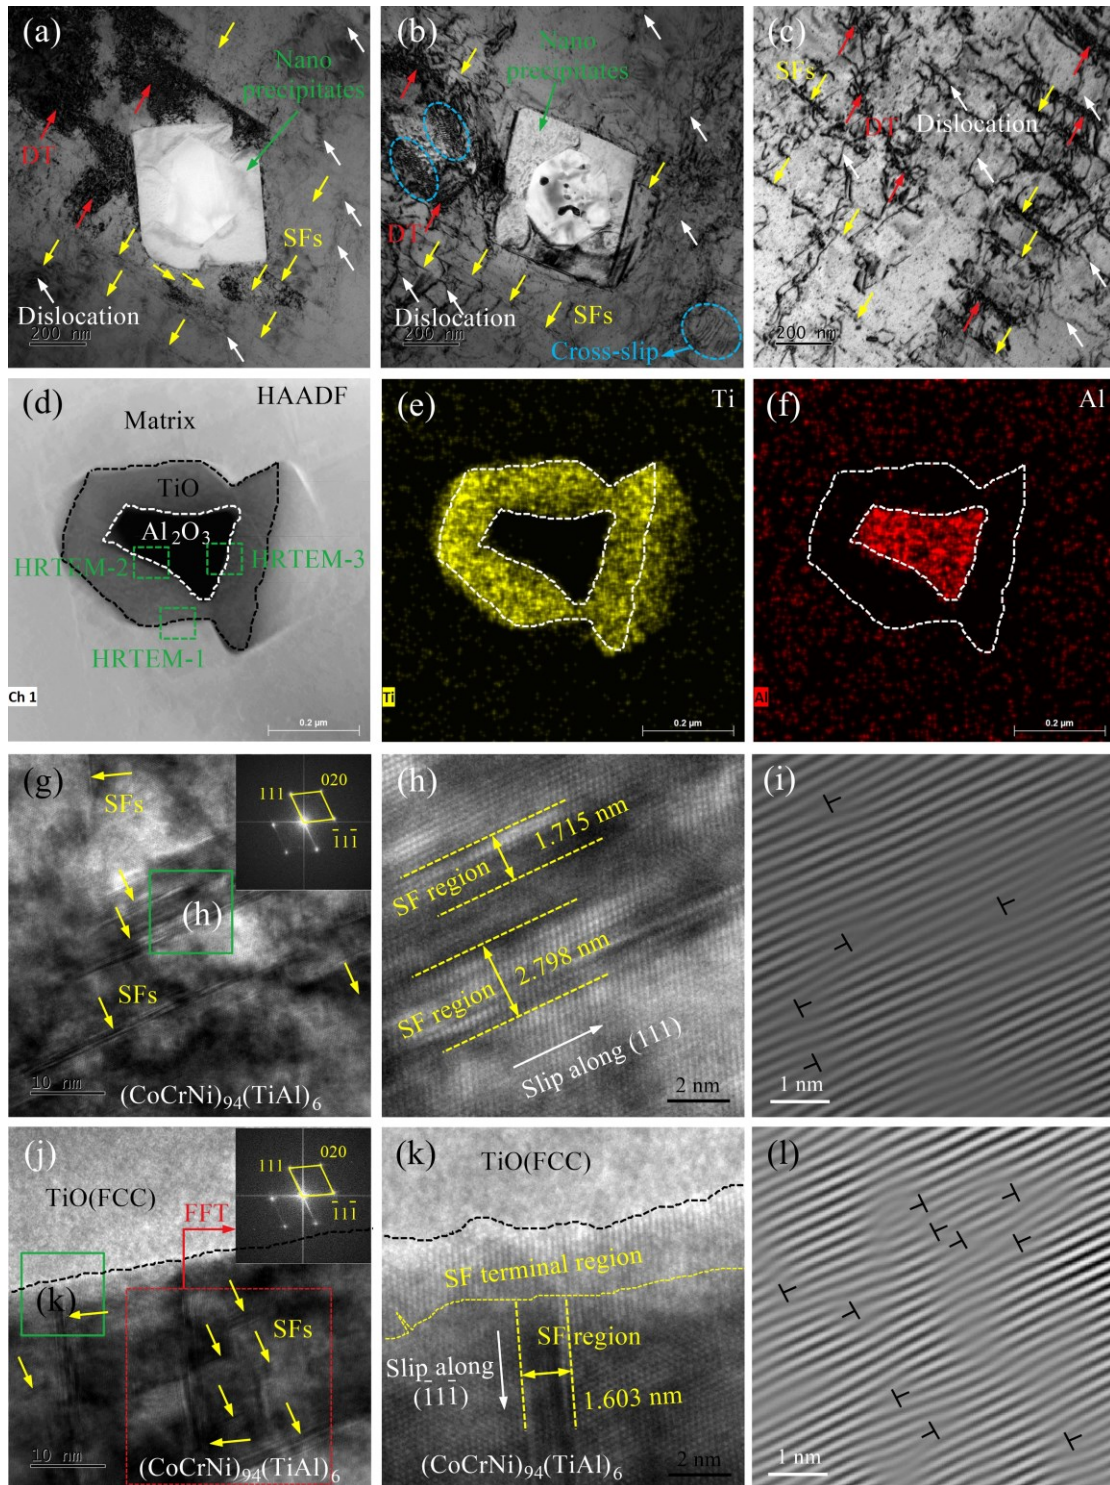 (a)
Nano
precipitates
DT
SFs
Dislocation
200 nm
(b)
Nano
precipitates
DT
Dislocation
SFs
Cross-slip
200 nm
(c)
SFs
DT
Dislocation
200 nm
(d)
HAADF
Matrix
TiO
Al2O3
HRTEM-2
HRTEM-3
HRTEM-1
Ch 1
0.2 μm
(e)
Ti
Ti
0.2 μm
(f)
Al
Al
0.2 μm
(g)
SFs
111
020
1̅11̅
(h)
SFs
10 nm
(CoCrNi)94(TiAl)6
(h)
SF region
1.715 nm
SF region
2.798 nm
Slip along (111)
2 nm
(i)
1 nm
(j)
TiO(FCC)
FFT
111
020
1̅11̅
(k)
SFs
10 nm
(CoCrNi)94(TiAl)6
(k)
TiO(FCC)
SF terminal region
SF region
Slip along
(1̅11̅)
1.603 nm
(CoCrNi)94(TiAl)6
2 nm
(l)
1 nm